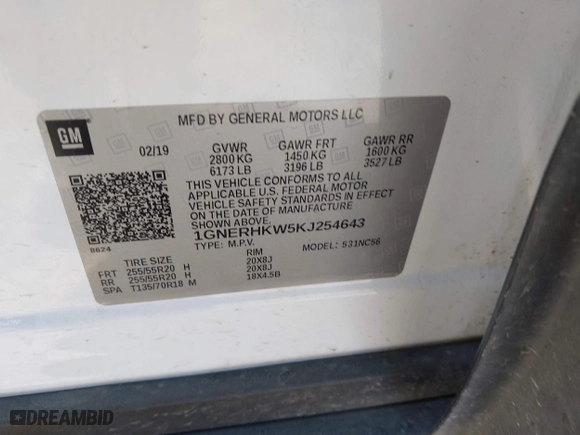 MFD BY GENERAL MOTORS LLC
GM
02/19 GVWR GAWR FRT GAWR RR
2800 KG 1450 KG 1600 KG
6173 LB 3196 LB 3527 LB
THIS VEHICLE CONFORMS TO ALL
APPLICABLE U.S. FEDERAL MOTOR
VEHICLE SAFETY STANDARDS IN EFFECT
ON THE DATE OF MANUFACTURE
SHOWN ABOVE.
1GNERHKW5KJ254643
8624
TYPE: M.P.V. MODEL: 531NC56
TIRE SIZE RIM
FRT 255/55R20 H 20X8J
RR 255/55R20 H 20X8J
SPA T135/70R18 M 18X4.5B
DREAMBID